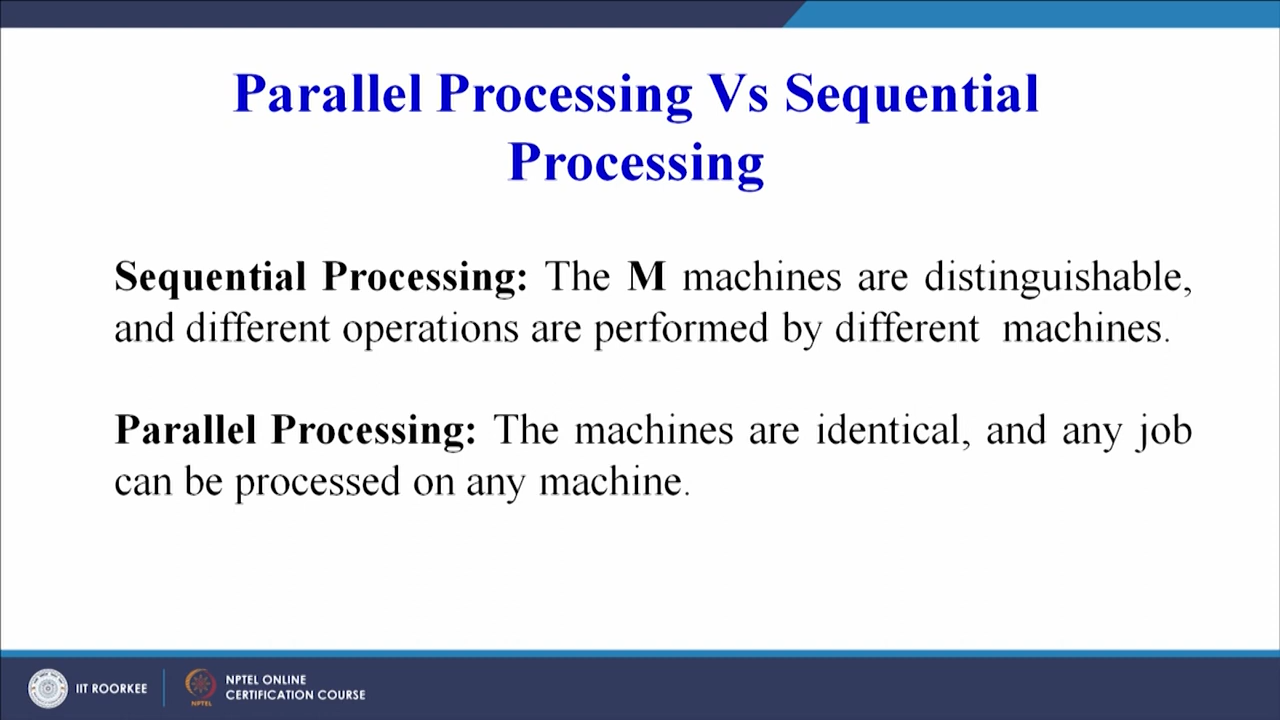 Parallel Processing Vs Sequential
Processing
Sequential Processing: The M machines are distinguishable,
and different operations are performed by different machines.
Parallel Processing: The machines are identical, and any job
can be processed on any machine.
IIT ROORKEE
NPTEL
NPTEL ONLINE
CERTIFICATION COURSE